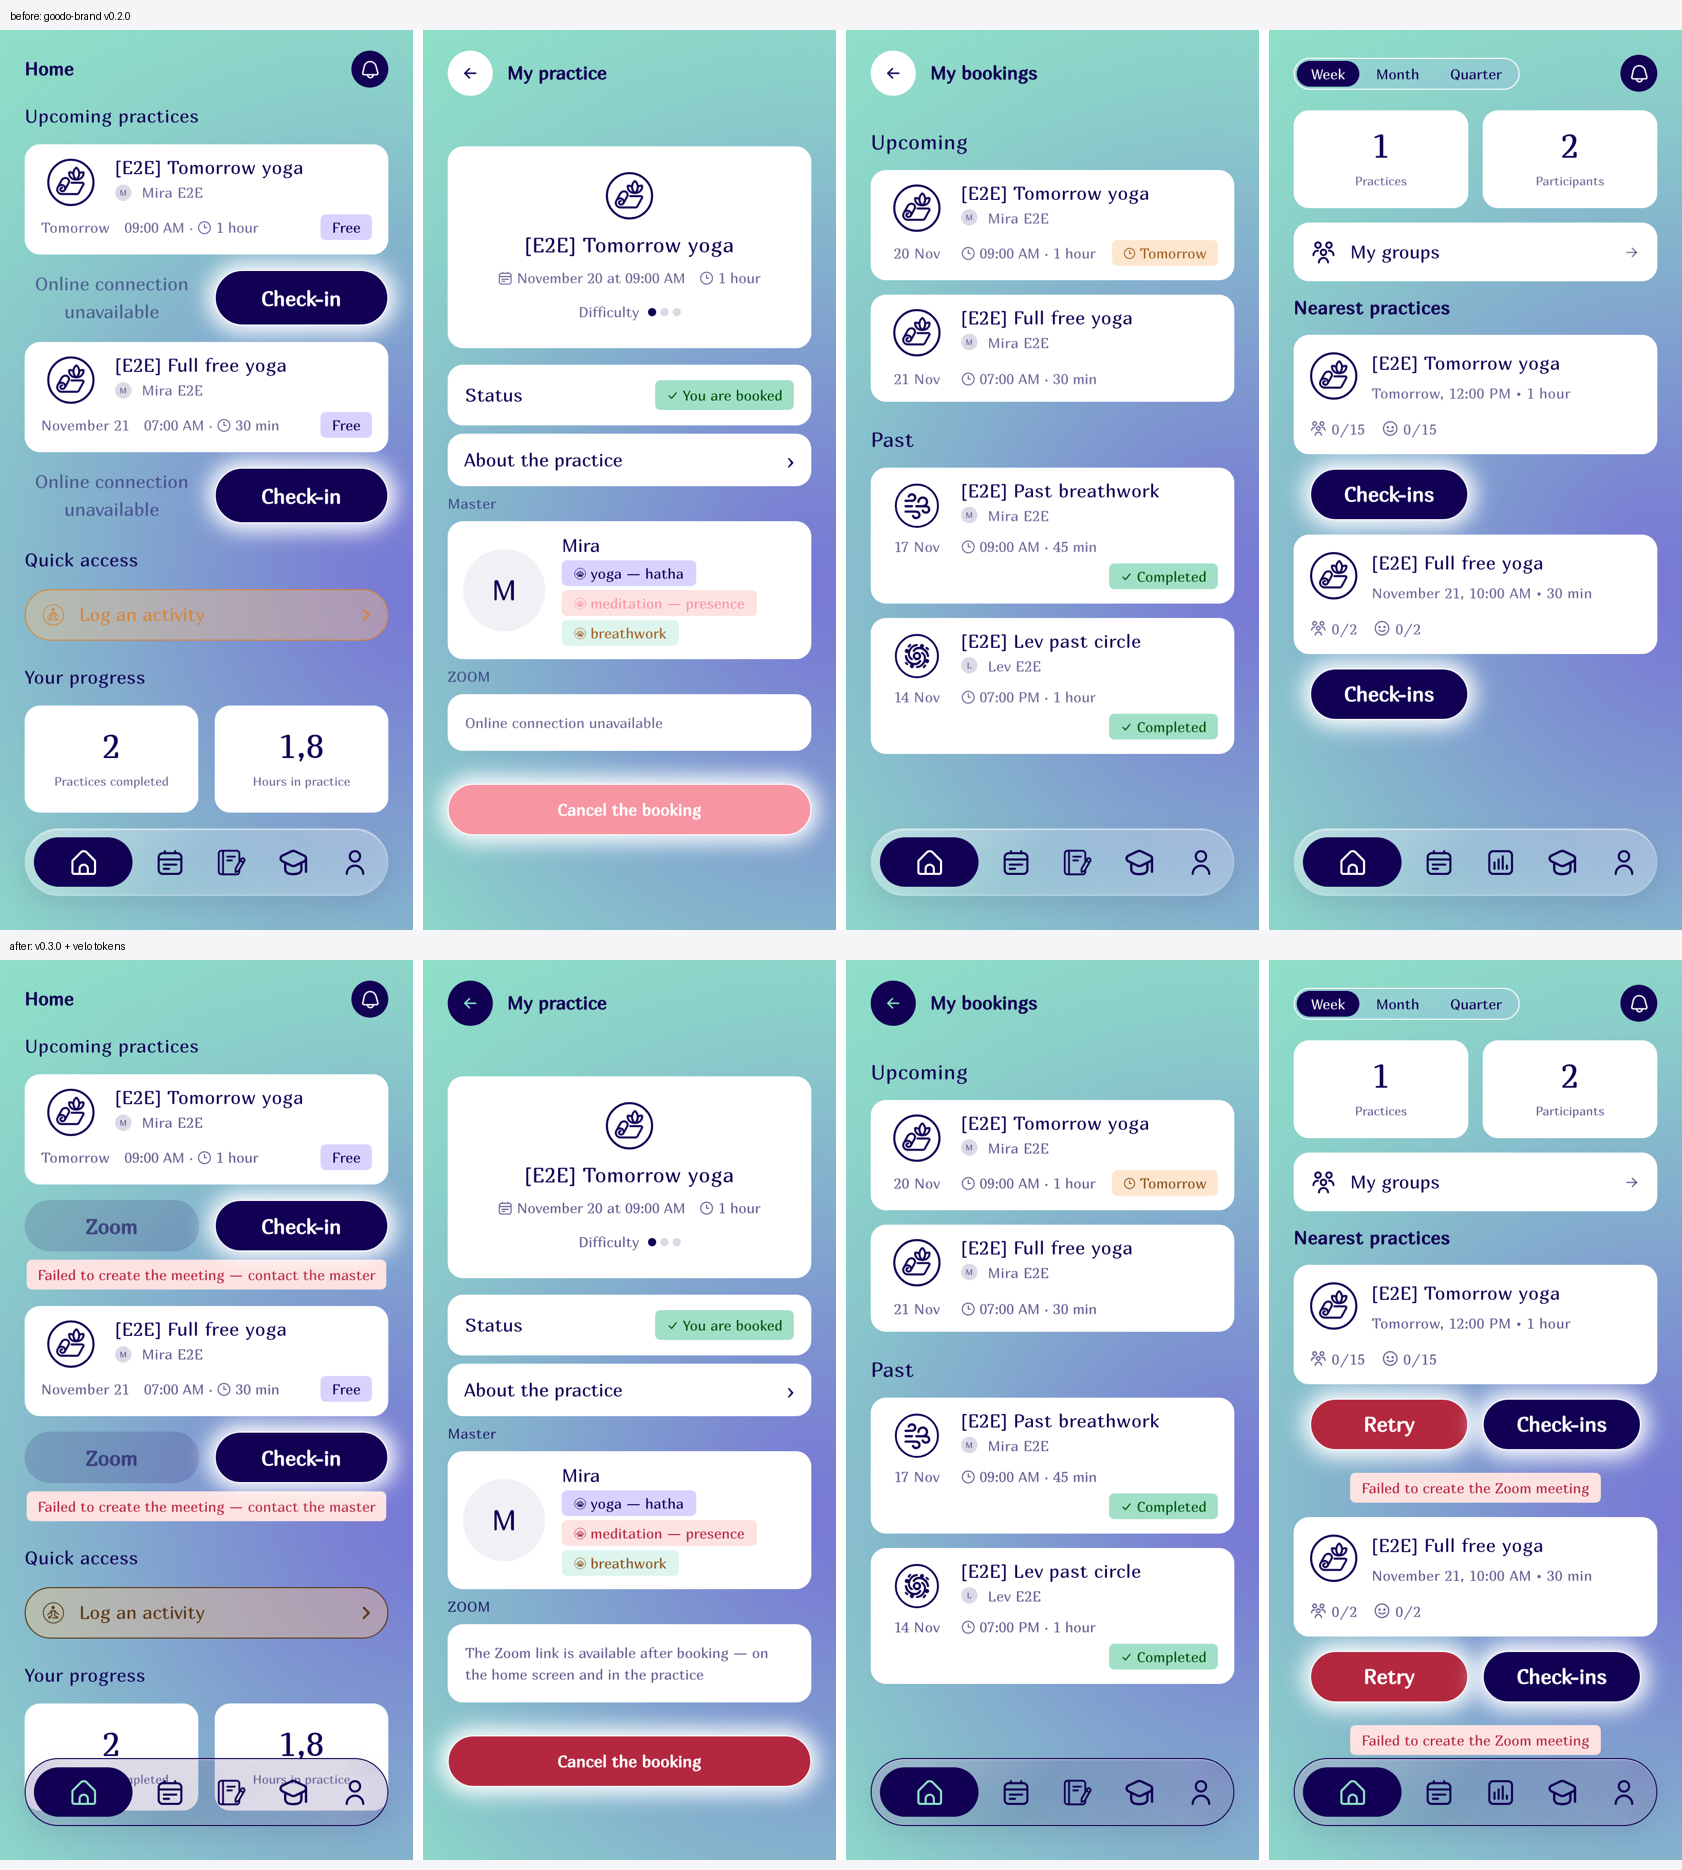 before: goodo-brand v0.2.0
Home
Upcoming practices
[E2E] Tomorrow yoga
M Mira E2E
Tomorrow 09:00 AM · 1 hour Free
Online connection unavailable
Check-in
[E2E] Full free yoga
M Mira E2E
November 21 07:00 AM · 30 min Free
Online connection unavailable
Check-in
Quick access
Log an activity
Your progress
2
Practices completed
1,8
Hours in practice
My practice
[E2E] Tomorrow yoga
November 20 at 09:00 AM 1 hour
Difficulty
Status You are booked
About the practice
Master
M
Mira
yoga — hatha
meditation — presence
breathwork
ZOOM
Online connection unavailable
Cancel the booking
My bookings
Upcoming
[E2E] Tomorrow yoga
M Mira E2E
20 Nov 09:00 AM · 1 hour Tomorrow
[E2E] Full free yoga
M Mira E2E
21 Nov 07:00 AM · 30 min
Past
[E2E] Past breathwork
M Mira E2E
17 Nov 09:00 AM · 45 min
Completed
[E2E] Lev past circle
L Lev E2E
14 Nov 07:00 PM · 1 hour
Completed
Week Month Quarter
1
Practices
2
Participants
My groups
Nearest practices
[E2E] Tomorrow yoga
Tomorrow, 12:00 PM • 1 hour
0/15 0/15
Check-ins
[E2E] Full free yoga
November 21, 10:00 AM • 30 min
0/2 0/2
Check-ins
after: v0.3.0 + velo tokens
Home
Upcoming practices
[E2E] Tomorrow yoga
M Mira E2E
Tomorrow 09:00 AM · 1 hour Free
Zoom Check-in
Failed to create the meeting — contact the master
[E2E] Full free yoga
M Mira E2E
November 21 07:00 AM · 30 min Free
Zoom Check-in
Failed to create the meeting — contact the master
Quick access
Log an activity
Your progress
2
1,8
Hours in practice
My practice
[E2E] Tomorrow yoga
November 20 at 09:00 AM 1 hour
Difficulty
Status You are booked
About the practice
Master
M
Mira
yoga — hatha
meditation — presence
breathwork
ZOOM
The Zoom link is available after booking — on
the home screen and in the practice
Cancel the booking
My bookings
Upcoming
[E2E] Tomorrow yoga
M Mira E2E
20 Nov 09:00 AM · 1 hour Tomorrow
[E2E] Full free yoga
M Mira E2E
21 Nov 07:00 AM · 30 min
Past
[E2E] Past breathwork
M Mira E2E
17 Nov 09:00 AM · 45 min
Completed
[E2E] Lev past circle
L Lev E2E
14 Nov 07:00 PM · 1 hour
Completed
Week Month Quarter
1
Practices
2
Participants
My groups
Nearest practices
[E2E] Tomorrow yoga
Tomorrow, 12:00 PM • 1 hour
0/15 0/15
Retry Check-ins
Failed to create the Zoom meeting
[E2E] Full free yoga
November 21, 10:00 AM • 30 min
0/2 0/2
Retry Check-ins
Failed to create the Zoom meeting